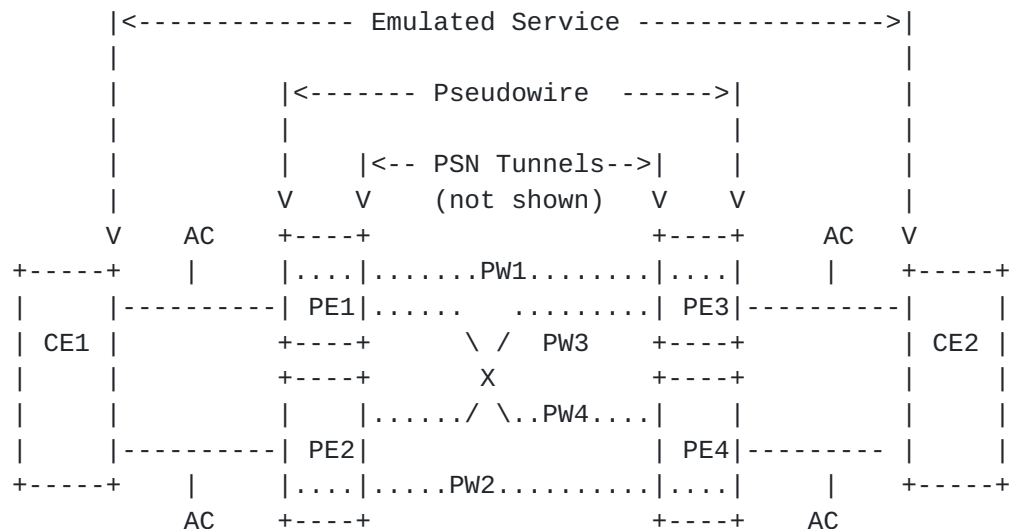 |<-------------- Emulated Service ---------------->|
|                                                  |
|          |<------- Pseudowire  ------>|          |
|          |                            |          |
|          |    |<-- PSN Tunnels-->|    |          |
|          V    V    (not shown)   V    V          |
V    AC    +----+                  +----+     AC   V
+-----+    |     |....|.......PW1........|....|     |    +-----+
|     |----------| PE1|......   .........| PE3|----------|     |
| CE1 |          +----+      \ /  PW3    +----+          | CE2 |
|     |          +----+       X          +----+          |     |
|     |          |    |....../ \..PW4....|    |          |     |
|     |----------| PE2|                  | PE4|--------- |     |
+-----+    |     |....|.....PW2..........|....|     |    +-----+
AC    +----+                  +----+    AC